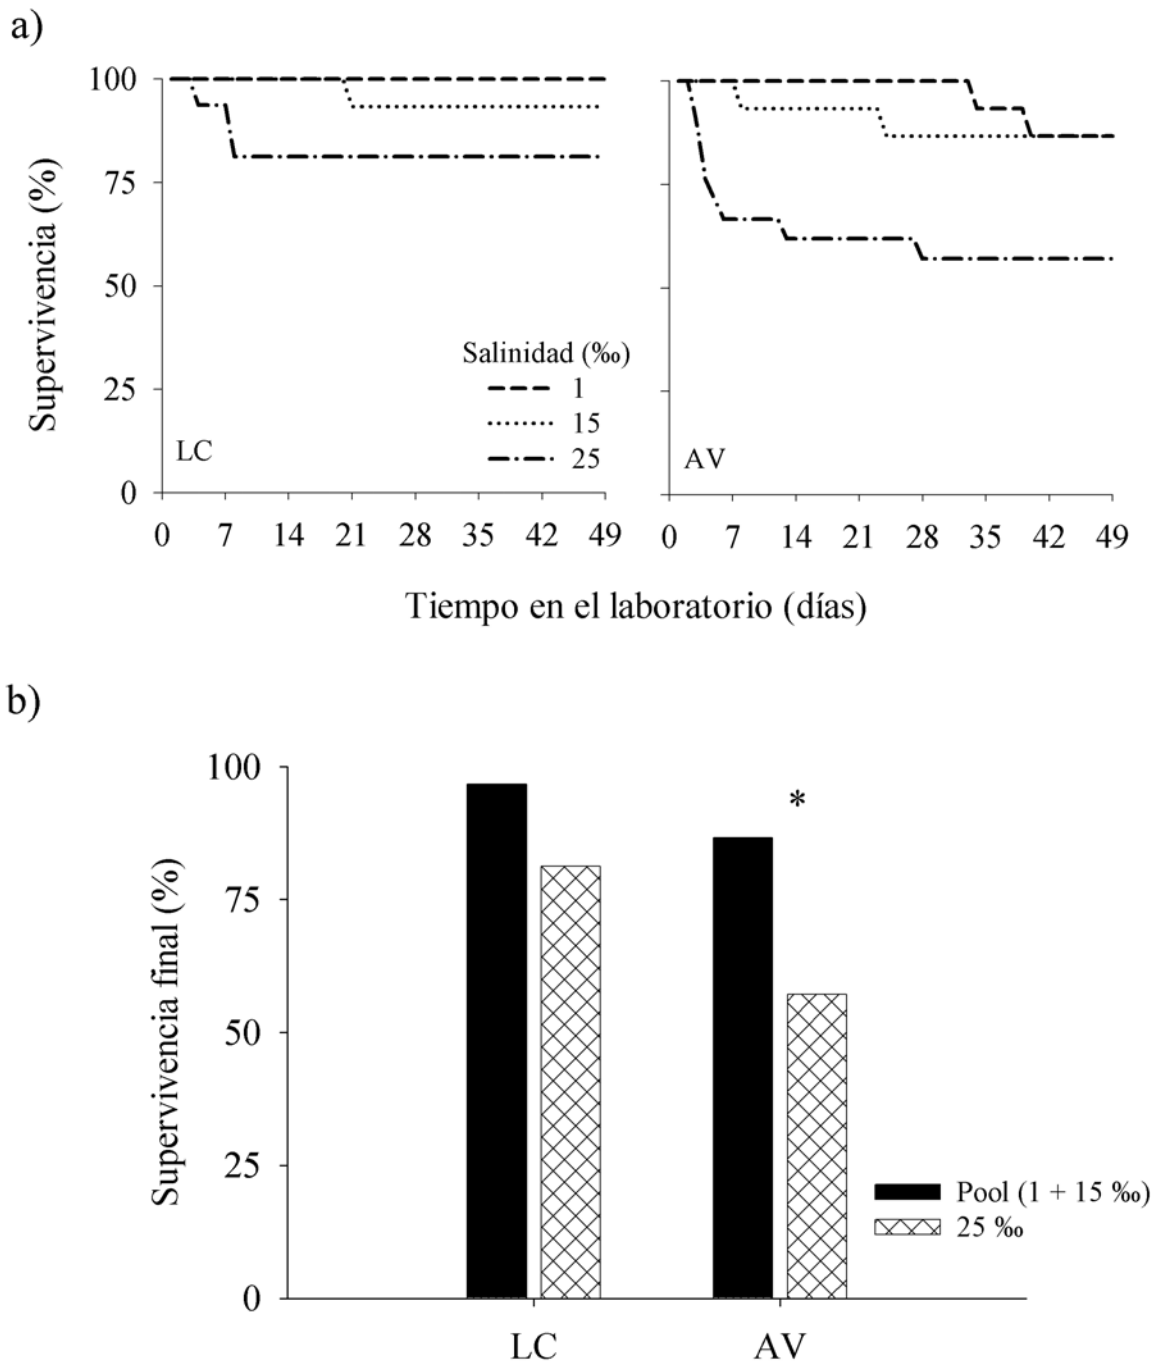 a)
Supervivencia (%)
100
75
50
25
0
LC
Salinidad (‰)
1
15
25
0 7 14 21 28 35 42 49
AV
0 7 14 21 28 35 42 49
Tiempo en el laboratorio (días)
b)
Supervivencia final (%)
100
75
50
25
0
*
Pool (1 + 15 ‰)
25 ‰
LC AV